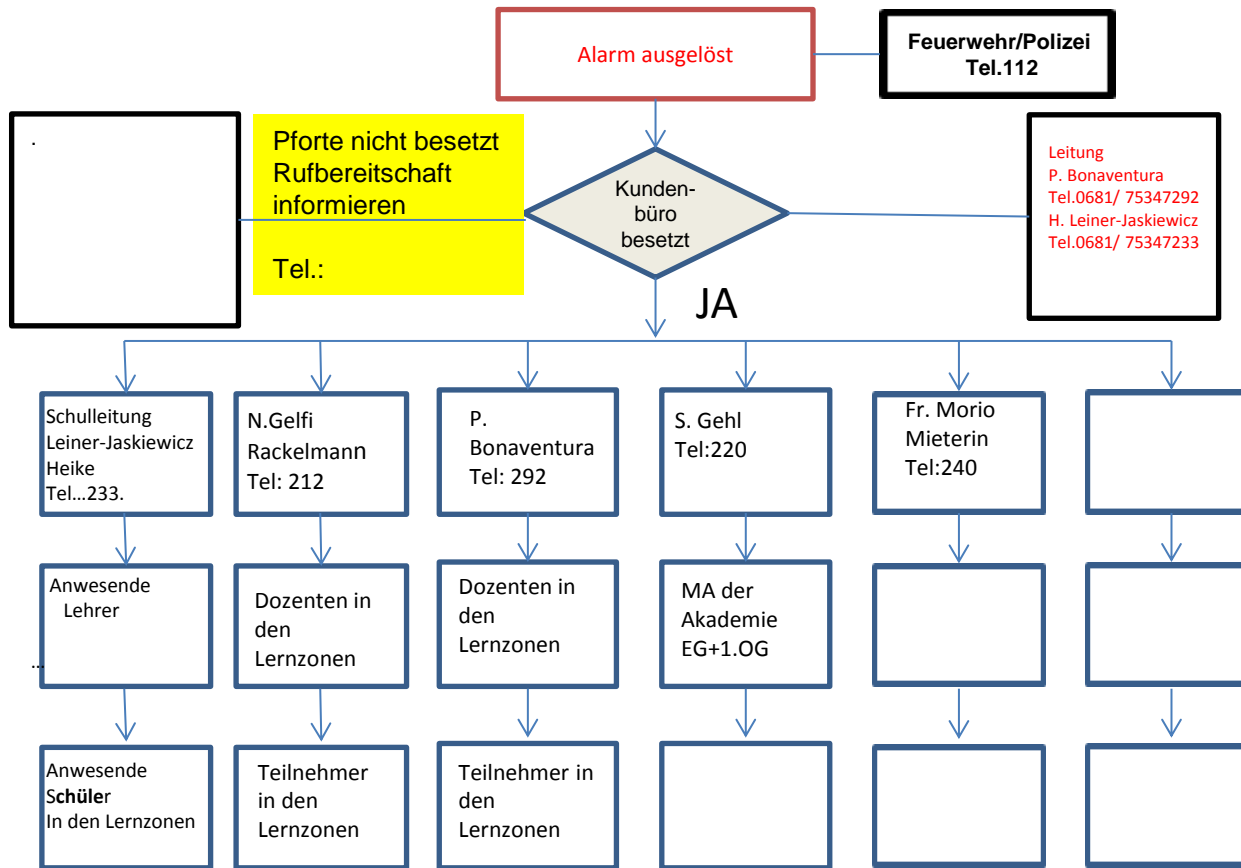 Alarm ausgelöst
Feuerwehr/Polizei
Tel.112
.
Pforte nicht besetzt
Rufbereitschaft
informieren
Tel.:
Kunden-
büro
besetzt
Leitung
P. Bonaventura
Tel.0681/ 75347292
H. Leiner-Jaskiewicz
Tel.0681/ 75347233
JA
Schulleitung
Leiner-Jaskiewicz
Heike
Tel...233.
N.Gelfi
Rackelmann
Tel: 212
P.
Bonaventura
Tel: 292
S. Gehl
Tel:220
Fr. Morio
Mieterin
Tel:240
Anwesende
Lehrer
...
Dozenten in
den
Lernzonen
Dozenten in
den
Lernzonen
MA der
Akademie
EG+1.OG
Anwesende
Schüler
In den Lernzonen
Teilnehmer
in den
Lernzonen
Teilnehmer in
den
Lernzonen